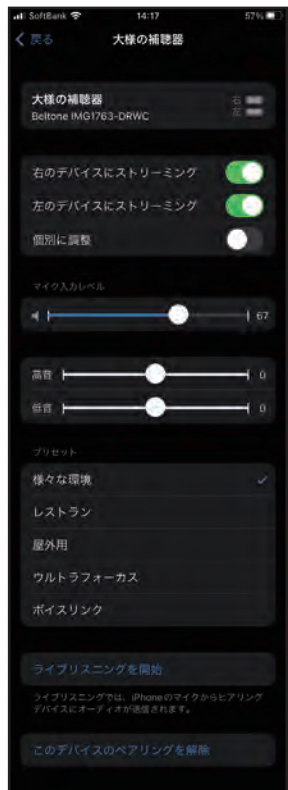 SoftBank 14:17 57%
戻る 大様の補聴器
大様の補聴器
Beltone IMG1763-DRWC
右
左
右のデバイスにストリーミング
左のデバイスにストリーミング
個別に調整
マイク入力レベル
67
高音 0
低音 0
プリセット
様々な環境
レストラン
屋外用
ウルトラフォーカス
ボイスリンク
ライブリスニングを開始
ライブリスニングでは、iPhoneのマイクからヒアリング
デバイスにオーディオが送信されます。
このデバイスのペアリングを解除